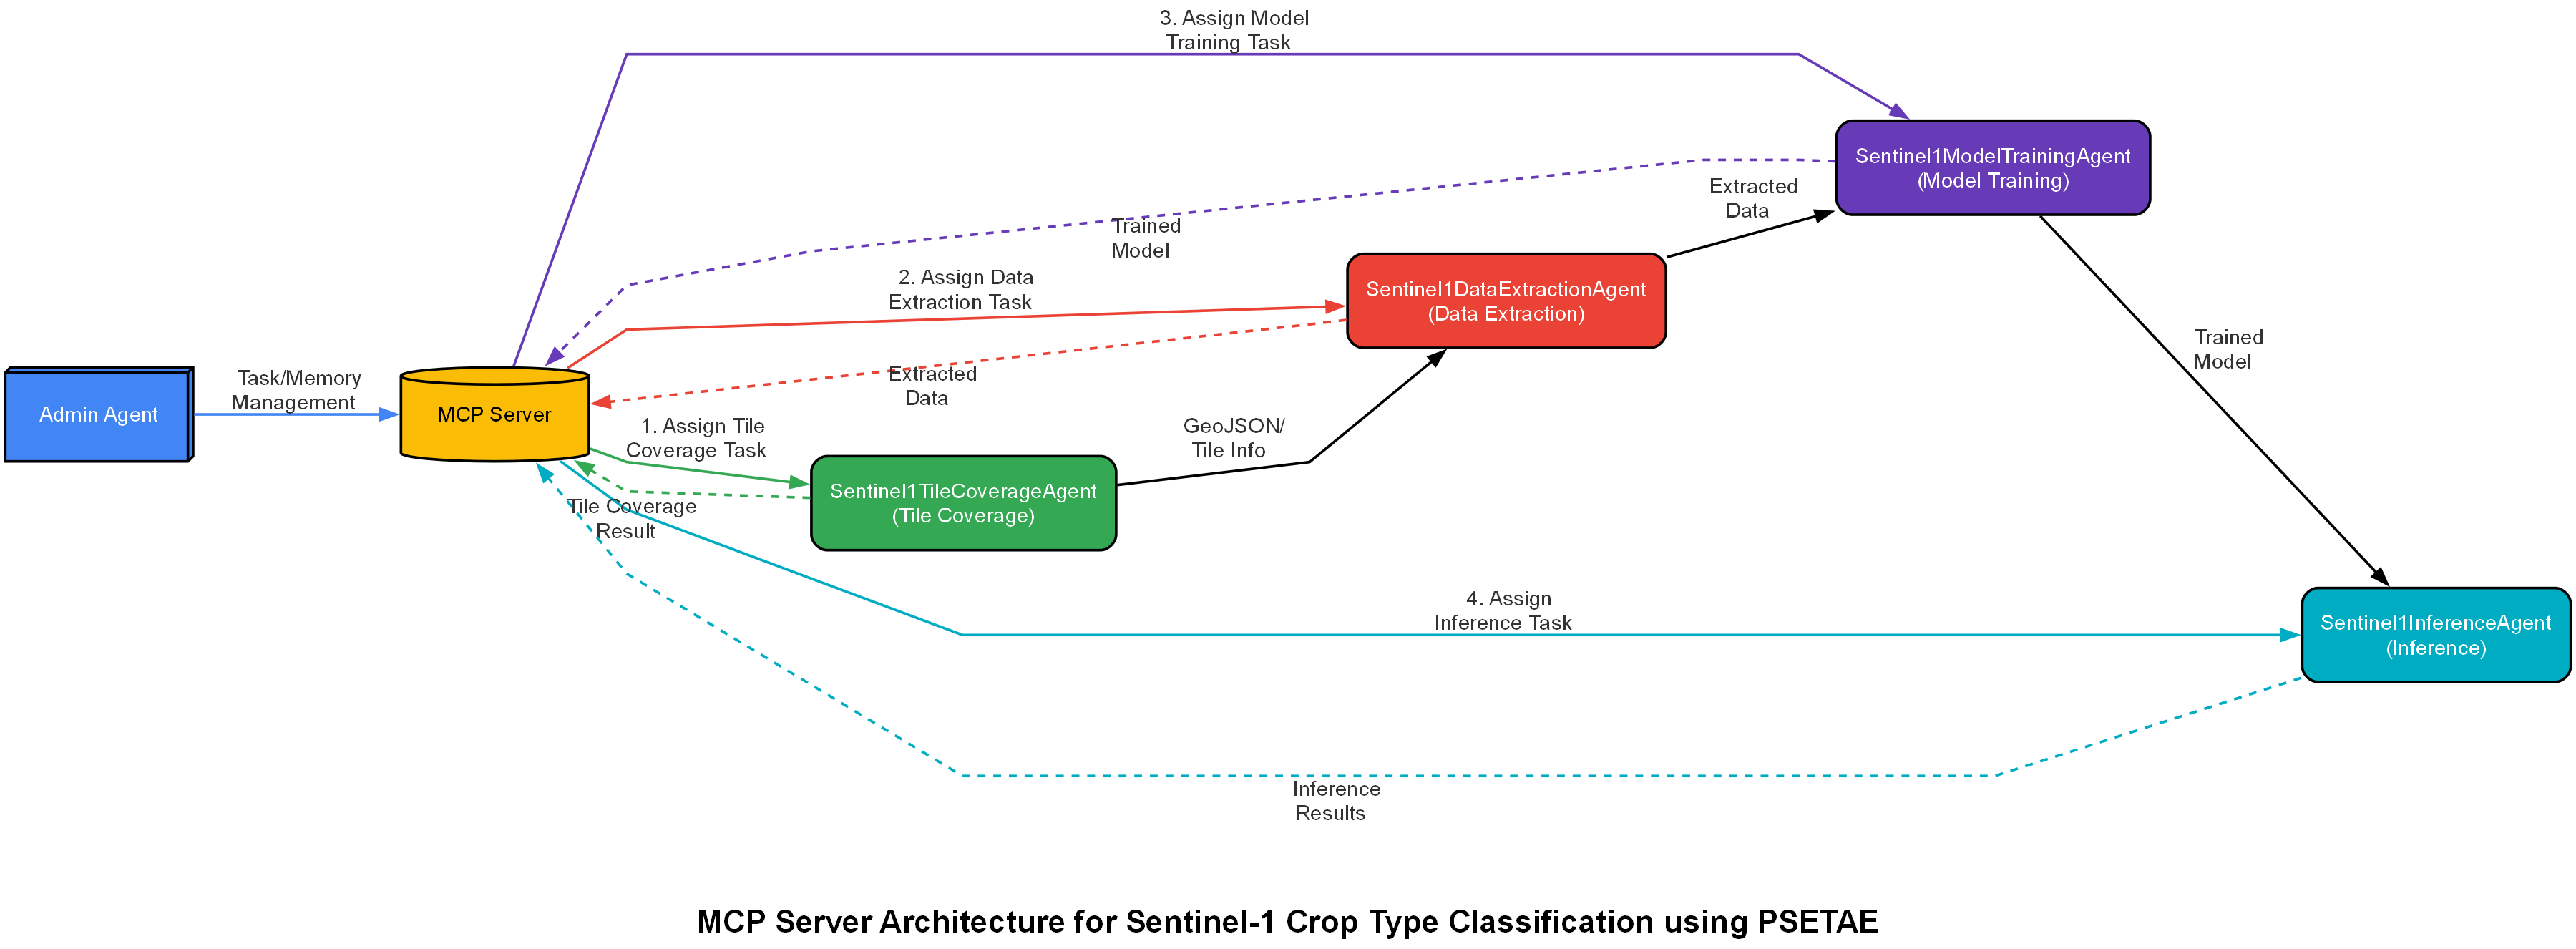 3. Assign Model
Training Task
Sentinel1ModelTrainingAgent
(Model Training)
Extracted
Data
Trained
Model
2. Assign Data
Extraction Task
Sentinel1DataExtractionAgent
(Data Extraction)
Trained
Model
Task/Memory
Management
Admin Agent
MCP Server
Extracted
Data
1. Assign Tile
Coverage Task
GeoJSON/
Tile Info
Sentinel1TileCoverageAgent
(Tile Coverage)
Tile Coverage
Result
4. Assign
Inference Task
Sentinel1InferenceAgent
(Inference)
Inference
Results
MCP Server Architecture for Sentinel-1 Crop Type Classification using PSETAE